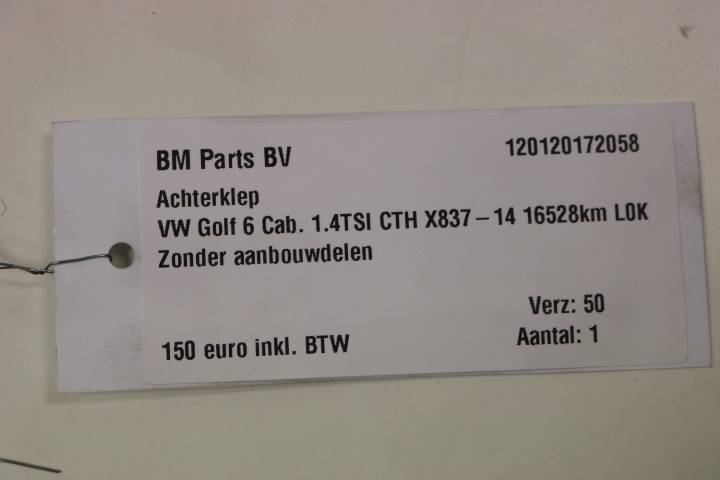 BM Parts BV 120120172058
Achterklep
VW Golf 6 Cab. 1.4TSI CTH X837-14 16528km L0K
Zonder aanbouwdelen
Verz: 50
150 euro inkl. BTW Aantal: 1